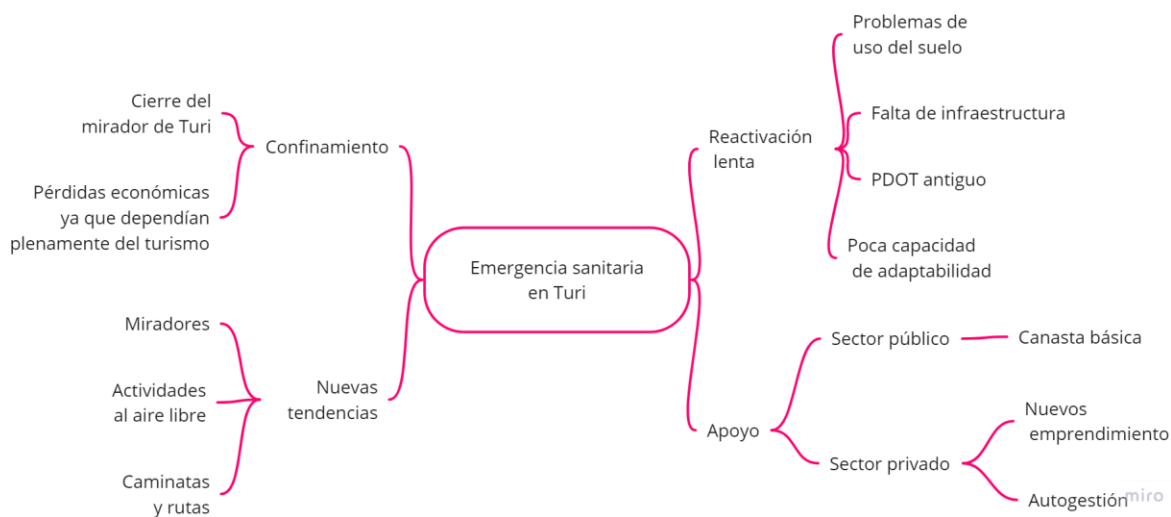 Emergencia sanitaria
en Turi
Confinamiento
Cierre del
mirador de Turi
Pérdidas económicas
ya que dependían
plenamente del turismo
Nuevas
tendencias
Miradores
Actividades
al aire libre
Caminatas
y rutas
Reactivación
lenta
Problemas de
uso del suelo
Falta de infraestructura
PDOT antiguo
Poca capacidad
de adaptabilidad
Apoyo
Sector público
Canasta básica
Sector privado
Nuevos
emprendimiento
Autogestión
miro